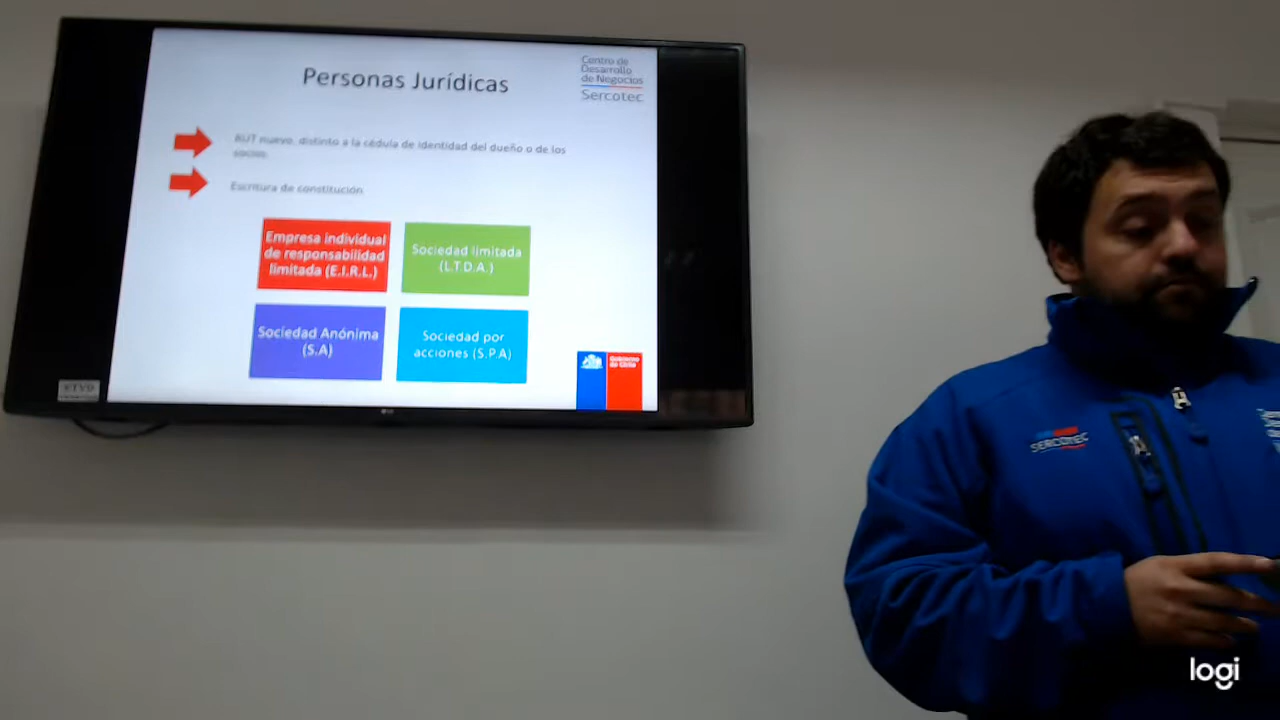 Personas Jurídicas
Centro de
Desarrollo
de Negocios
Sercotec
RUT nuevo, distinto a la cédula de identidad del dueño o de los
socios.
Escritura de constitución
Empresa individual
de responsabilidad
limitada (E.I.R.L.)
Sociedad limitada
(L.T.D.A.)
Sociedad Anónima
(S.A)
Sociedad por
acciones (S.P.A)
Gobierno
de Chile
LG
SERCOTEC
logi